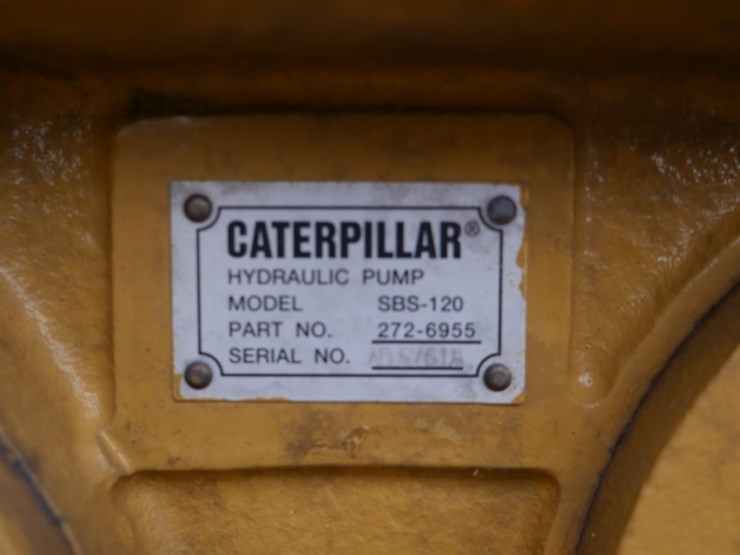 CATERPILLAR®
HYDRAULIC PUMP
MODEL SBS-120
PART NO. 272-6955
SERIAL NO.